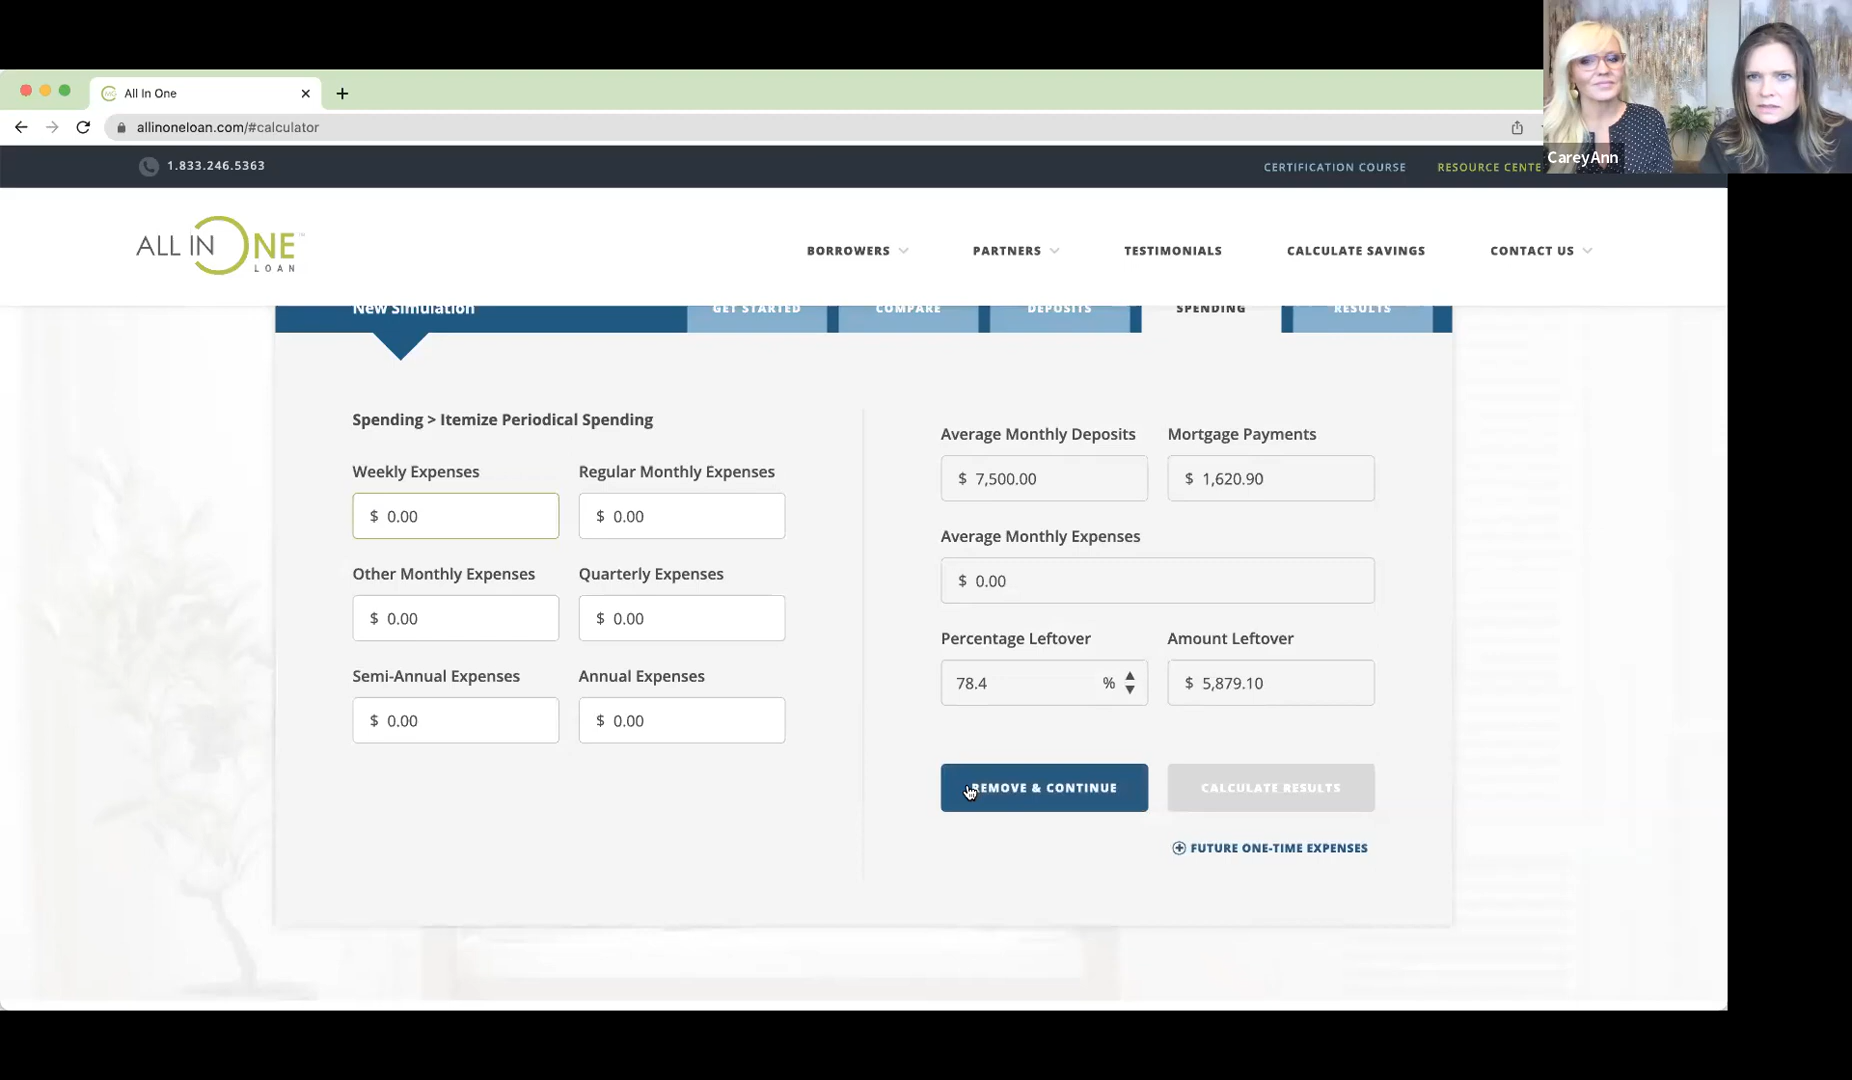 All In One
allinoneloan.com/#calculator
CareyAnn
1.833.246.5363
CERTIFICATION COURSE
RESOURCE CENTE
ALL IN ONE
LOAN
BORROWERS
PARTNERS
TESTIMONIALS
CALCULATE SAVINGS
CONTACT US
New Simulation
GET STARTED
COMPARE
DEPOSITS
SPENDING
RESULTS
Spending > Itemize Periodical Spending
Weekly Expenses
Regular Monthly Expenses
$ 0.00
$ 0.00
Other Monthly Expenses
Quarterly Expenses
$ 0.00
$ 0.00
Semi-Annual Expenses
Annual Expenses
$ 0.00
$ 0.00
Average Monthly Deposits
Mortgage Payments
$ 7,500.00
$ 1,620.90
Average Monthly Expenses
$ 0.00
Percentage Leftover
Amount Leftover
78.4 %
$ 5,879.10
REMOVE & CONTINUE
CALCULATE RESULTS
FUTURE ONE-TIME EXPENSES